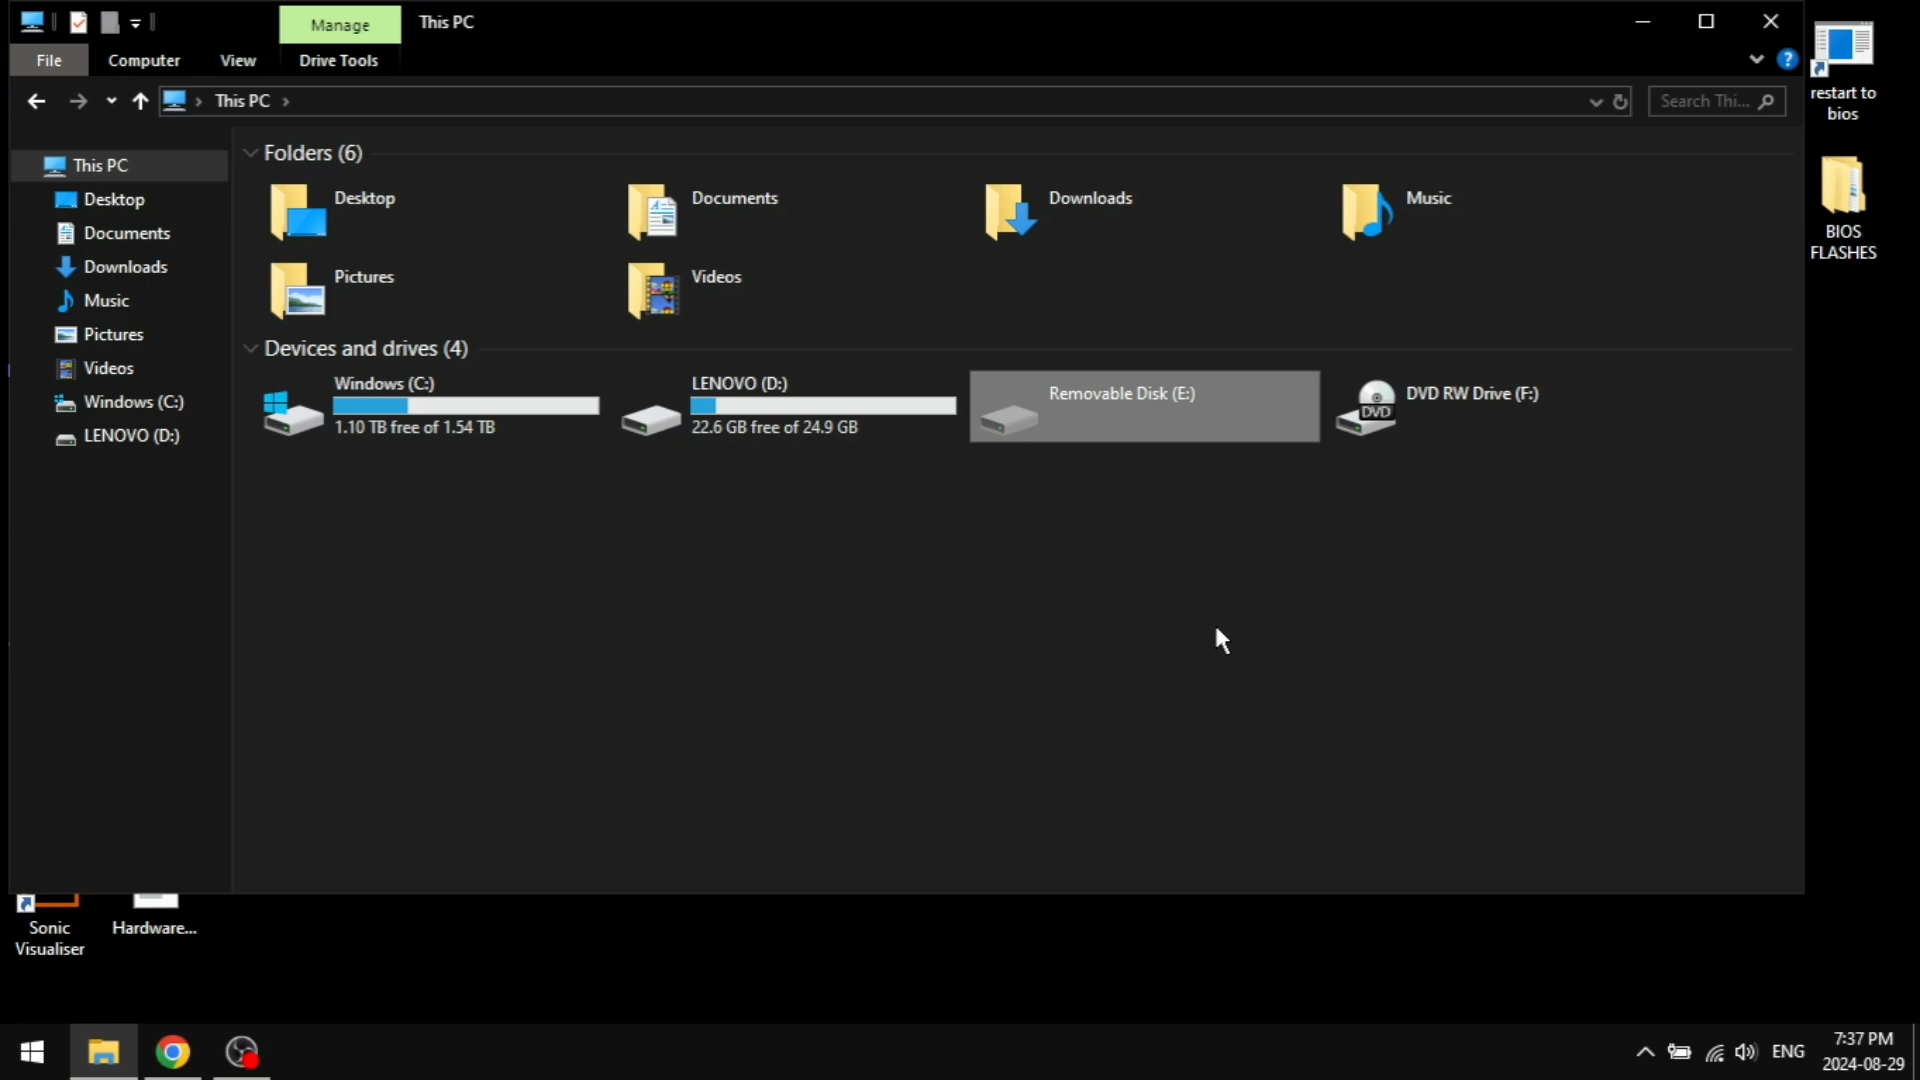 Manage
This PC
File
Computer
View
Drive Tools
?
This PC
Search Thi...
This PC
Desktop
Documents
Downloads
Music
Pictures
Videos
Windows (C:)
LENOVO (D:)
Folders (6)
Desktop
Documents
Downloads
Music
Pictures
Videos
Devices and drives (4)
Windows (C:)
1.10 TB free of 1.54 TB
LENOVO (D:)
22.6 GB free of 24.9 GB
Removable Disk (E:)
DVD RW Drive (F:)
DVD
restart to
bios
BIOS
FLASHES
Sonic
Visualiser
Hardware...
ENG
7:37 PM
2024-08-29